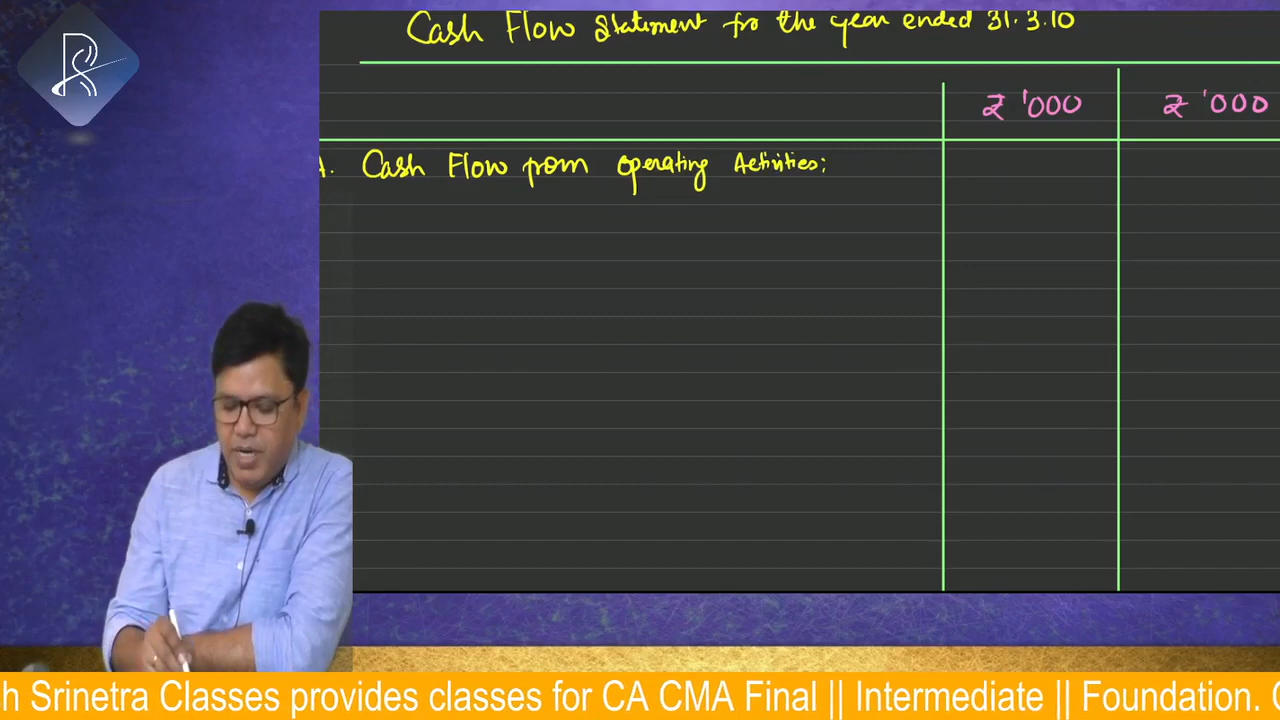 Cash Flow Statement fro the year ended 31.3.10
₹ '000 ₹ '000
A. Cash Flow from operating Activities:
h Srinetra Classes provides classes for CA CMA Final || Intermediate || Foundation. C